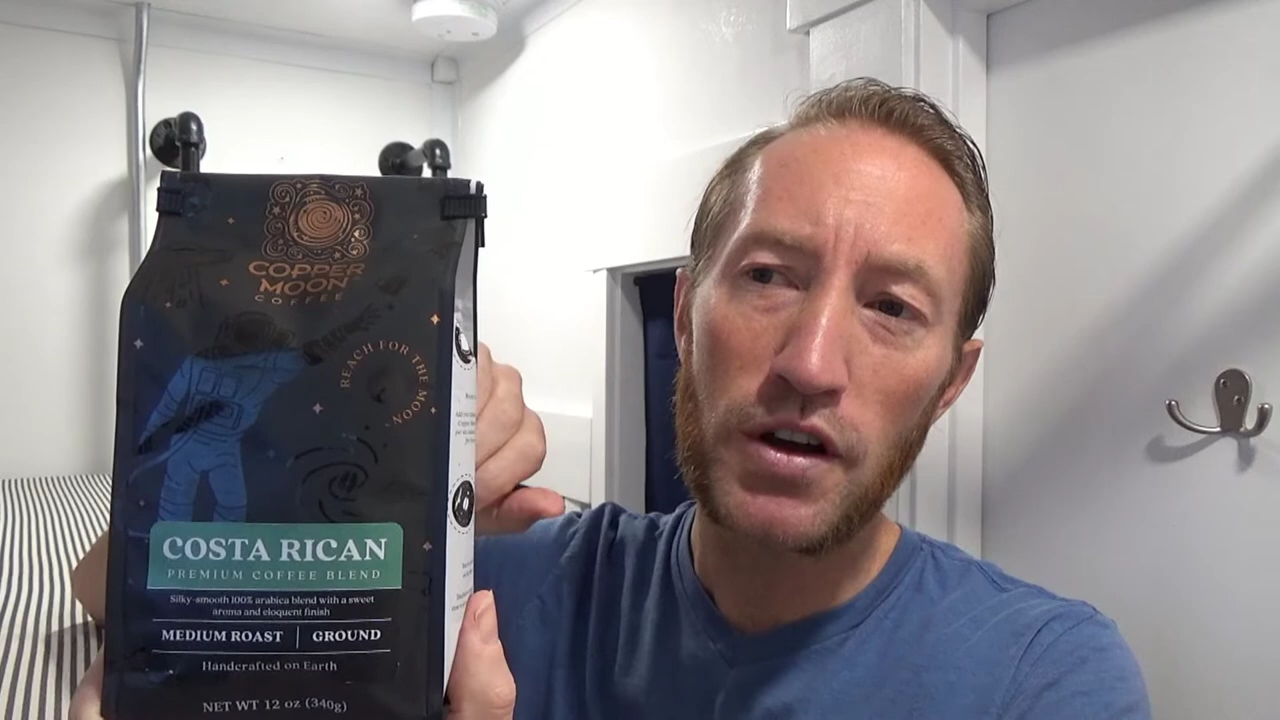 COPPER
MOON
COFFEE
REACH FOR THE MOON
COSTA RICAN
PREMIUM COFFEE BLEND
Silky-smooth 100% arabica blend with a sweet
aroma and eloquent finish
MEDIUM ROAST | GROUND
Handcrafted on Earth
NET WT 12 oz (340g)